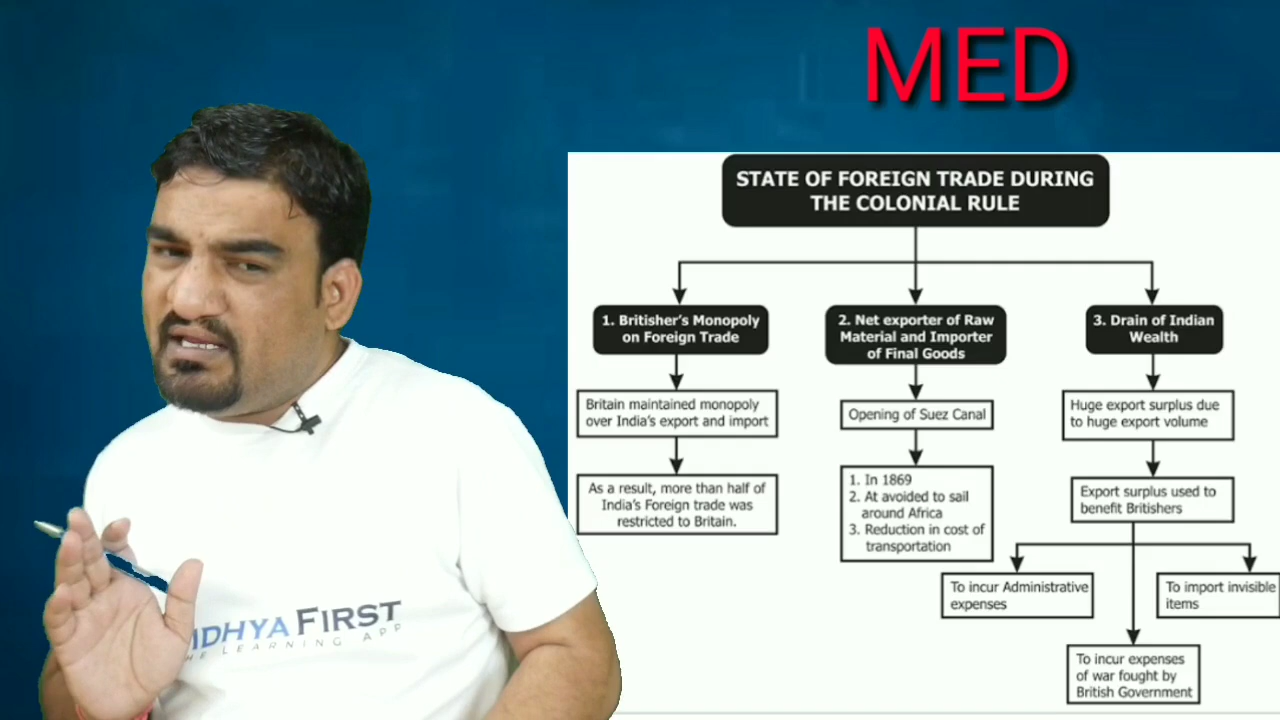 MED
STATE OF FOREIGN TRADE DURING
THE COLONIAL RULE
1. Britisher's Monopoly
on Foreign Trade
Britain maintained monopoly
over India's export and import
As a result, more than half of
India's Foreign trade was
restricted to Britain.
2. Net exporter of Raw
Material and Importer
of Final Goods
Opening of Suez Canal
1. In 1869
2. At avoided to sail
around Africa
3. Reduction in cost of
transportation
3. Drain of Indian
Wealth
Huge export surplus due
to huge export volume
Export surplus used to
benefit Britishers
To incur Administrative
expenses
To incur expenses
of war fought by
British Government
To import invisible
items
IDHYA FIRST
HE LEARNING APP